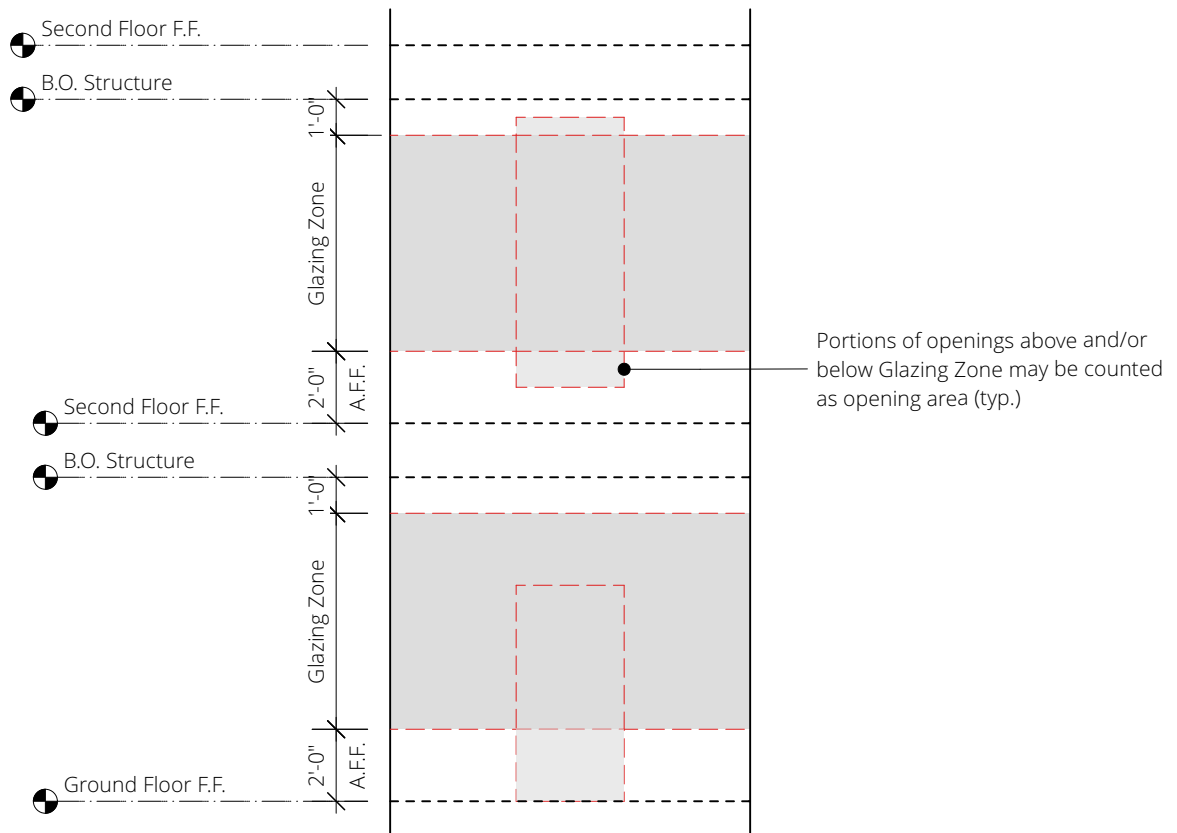 Second Floor F.F.
B.O. Structure
1'-0"
Glazing Zone
2'-0"
A.F.F.
Portions of openings above and/or
below Glazing Zone may be counted
as opening area (typ.)
Second Floor F.F.
B.O. Structure
1'-0"
Glazing Zone
2'-0"
A.F.F.
Ground Floor F.F.